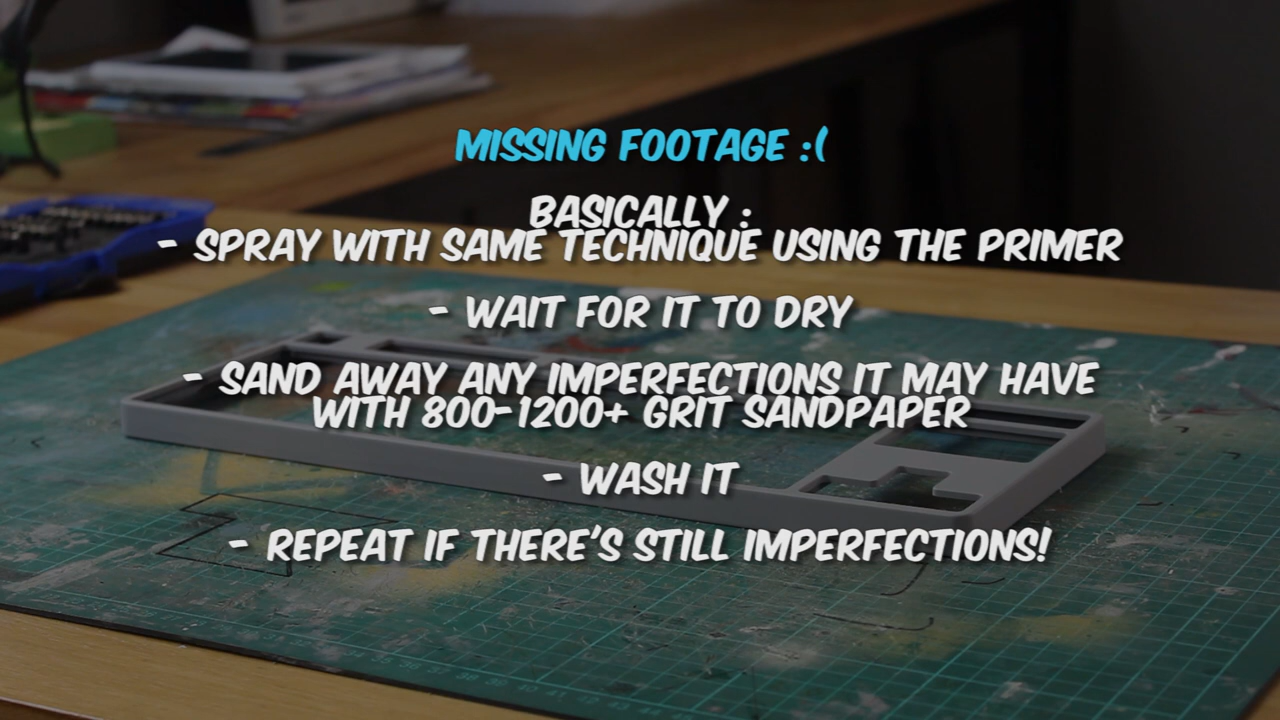 MISSING FOOTAGE :(
BASICALLY :
- SPRAY WITH SAME TECHNIQUE USING THE PRIMER
- WAIT FOR IT TO DRY
- SAND AWAY ANY IMPERFECTIONS IT MAY HAVE
WITH 800-1200+ GRIT SANDPAPER
- WASH IT
- REPEAT IF THERE'S STILL IMPERFECTIONS!